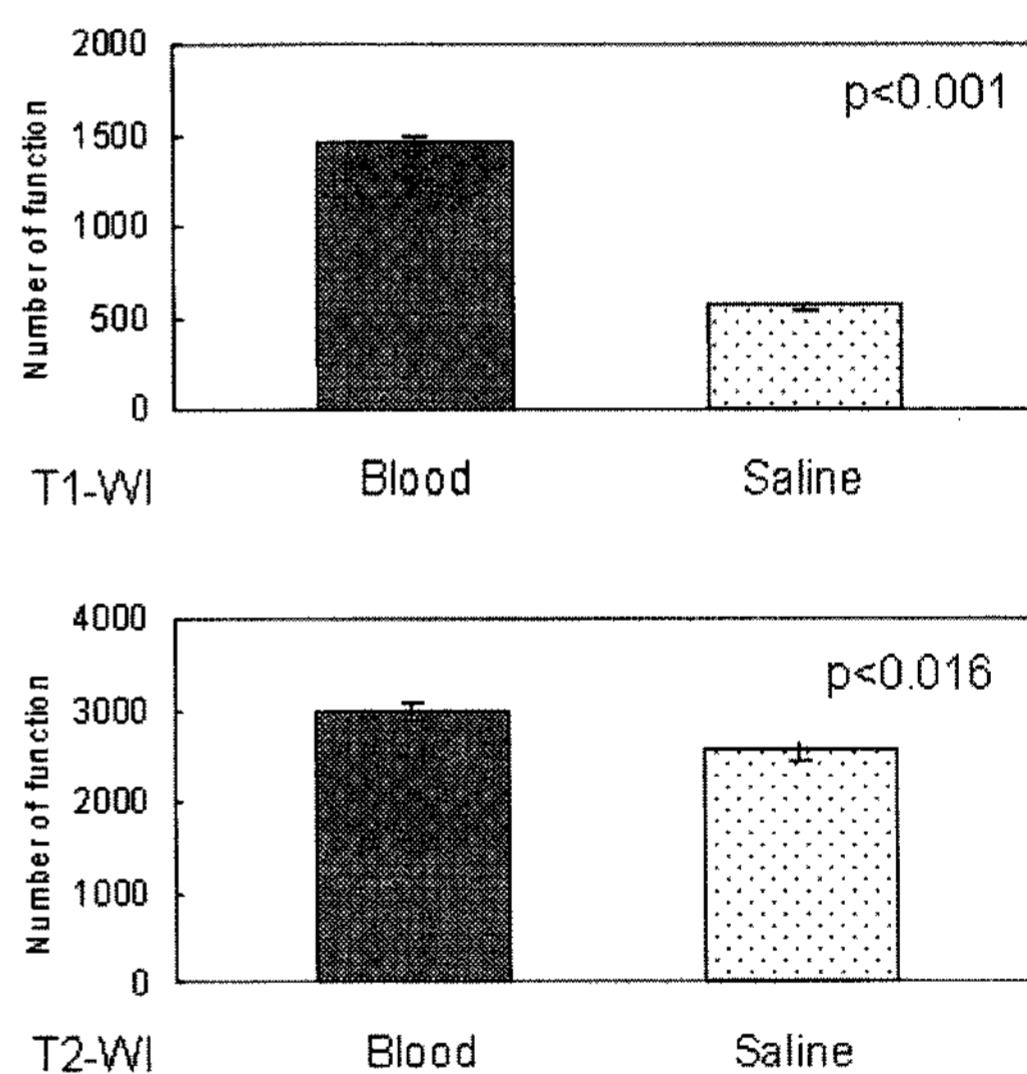 2000
p<0.001
1500
1000
500
0
Number of function
T1-WI
Blood
Saline
4000
p<0.016
3000
2000
1000
0
Number of function
T2-WI
Blood
Saline